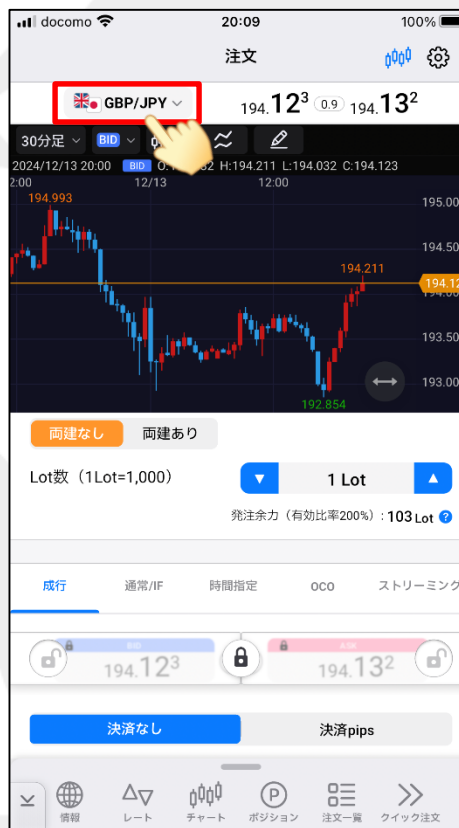 docomo 20:09 100%
注文
GBP/JPY 194.12³ 0.9 194.13²
30分足 BID
2024/12/13 20:00 BID H:194.211 L:194.032 C:194.123
2:00 12/13 12:00
194.993
195.00
194.50
194.211
194.12
193.50
193.00
192.854
両建なし 両建あり
Lot数（1Lot=1,000） 1 Lot
発注余力（有効比率200%）: 103 Lot ?
成行 通常/IF 時間指定 OCO ストリーミング
BID ASK
194.12³ 194.13²
決済なし 決済pips
情報 レート チャート P ポジション 注文一覧 クイック注文